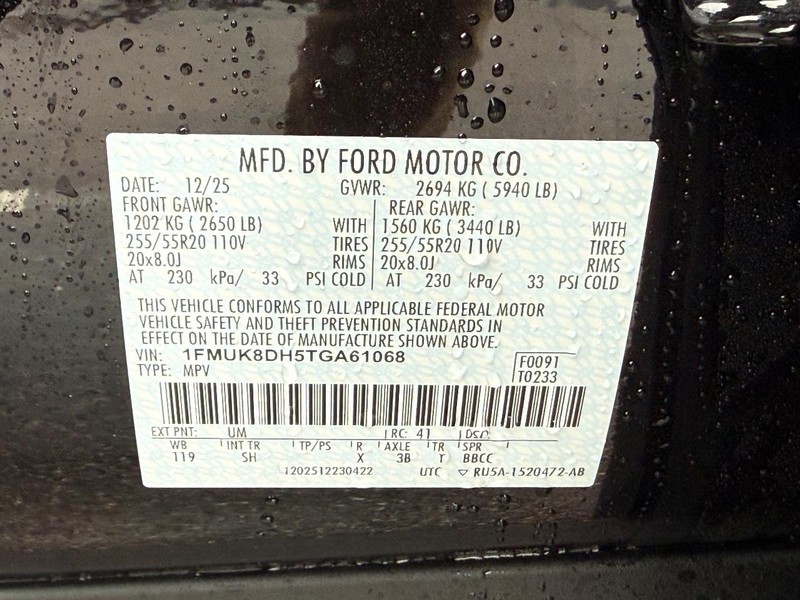 MFD. BY FORD MOTOR CO.
DATE: 12/25 GVWR: 2694 KG ( 5940 LB)
FRONT GAWR: REAR GAWR:
1202 KG ( 2650 LB) WITH 1560 KG ( 3440 LB) WITH
255/55R20 110V TIRES 255/55R20 110V TIRES
20x8.0J RIMS 20x8.0J RIMS
AT 230 kPa/ 33 PSI COLD AT 230 kPa/ 33 PSI COLD
THIS VEHICLE CONFORMS TO ALL APPLICABLE FEDERAL MOTOR
VEHICLE SAFETY AND THEFT PREVENTION STANDARDS IN
EFFECT ON THE DATE OF MANUFACTURE SHOWN ABOVE.
VIN: 1FMUK8DH5TGA61068 F0091
TYPE: MPV T0233
EXT PNT: UM RC: 41 DSO:
WB INT TR TP/PS R AXLE TR SPR
119 SH X 3B T BBCC
1202512230422 UTC ▽ RU5A-1520472-AB